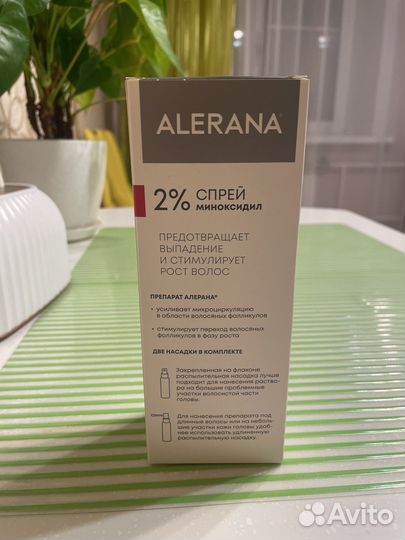 ALERANA®
2% СПРЕЙ
МИНОКСИДИЛ
ПРЕДОТВРАЩАЕТ
ВЫПАДЕНИЕ
И СТИМУЛИРУЕТ
РОСТ ВОЛОС
ПРЕПАРАТ АЛЕРАНА®
• усиливает микроциркуляцию
в области волосяных фолликулов
• стимулирует переход волосяных
фолликулов в фазу роста
ДВЕ НАСАДКИ В КОМПЛЕКТЕ
Закрепленная на флаконе
распылительная насадка лучше
подходит для нанесения раство-
ра на большие проблемные
участки волосистой части
головы.
Для нанесения препарата под
длинные волосы или на неболь-
шие участки кожи головы удоб-
нее использовать удлиненную
распылительную насадку.
Avito